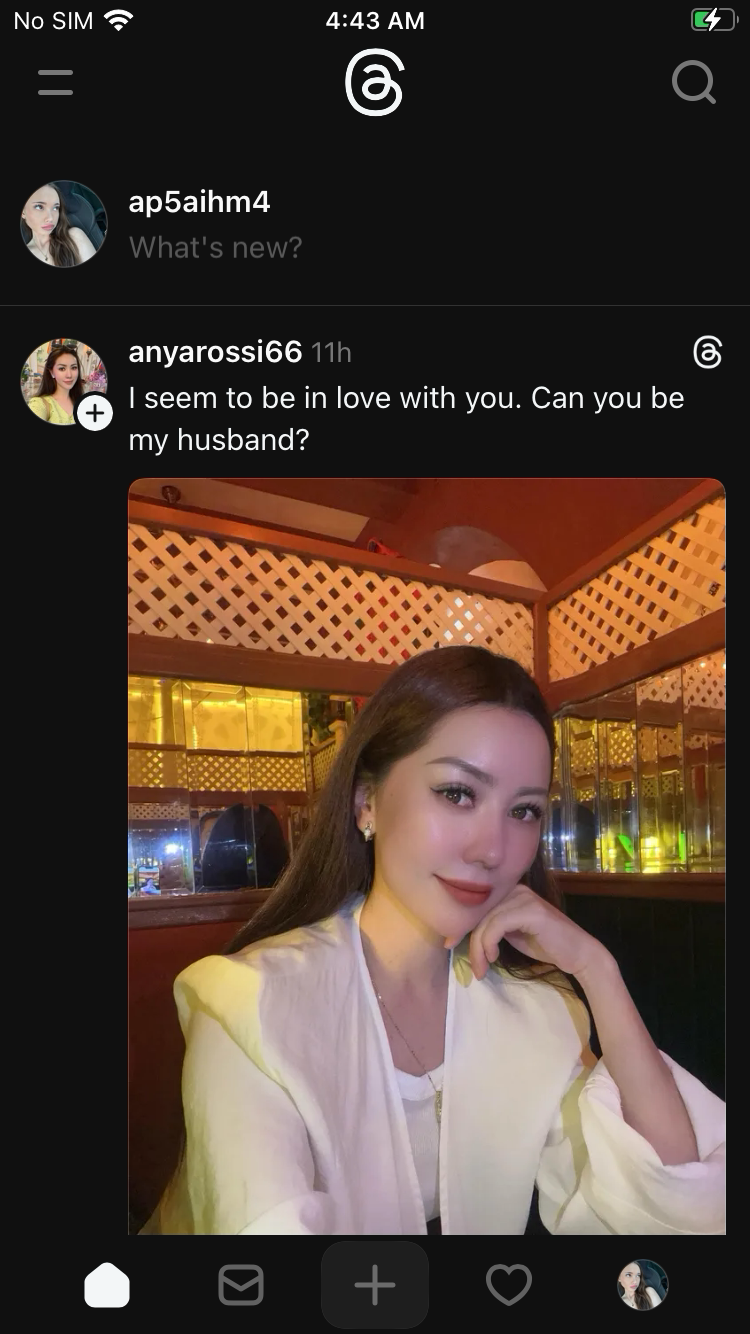 No SIM 4:43 AM
ap5aihm4
What's new?
anyarossi66 11h
I seem to be in love with you. Can you be
my husband?